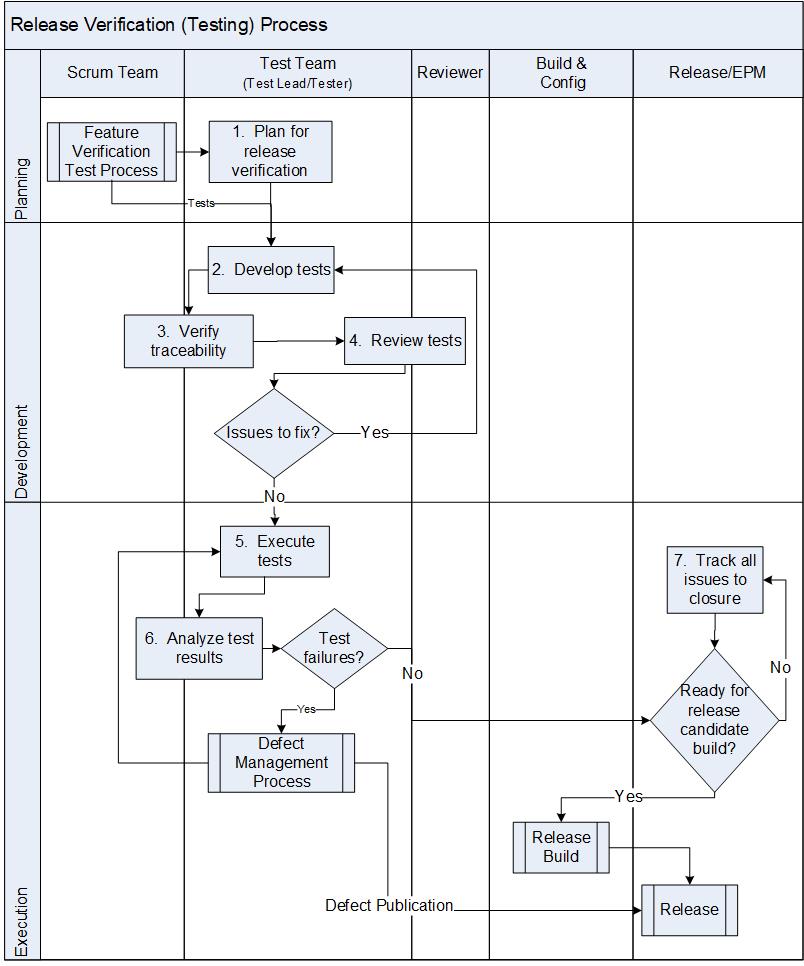 Release Verification (Testing) Process
Scrum Team
Test Team
(Test Lead/Tester)
Reviewer
Build &
Config
Release/EPM
Planning
Feature
Verification
Test Process
1. Plan for
release
verification
Tests
Development
2. Develop tests
3. Verify
traceability
4. Review tests
Issues to fix?
Yes
No
Execution
5. Execute
tests
6. Analyze test
results
Test
failures?
No
Yes
Defect
Management
Process
7. Track all
issues to
closure
No
Ready for
release
candidate
build?
Yes
Release
Build
Defect Publication
Release